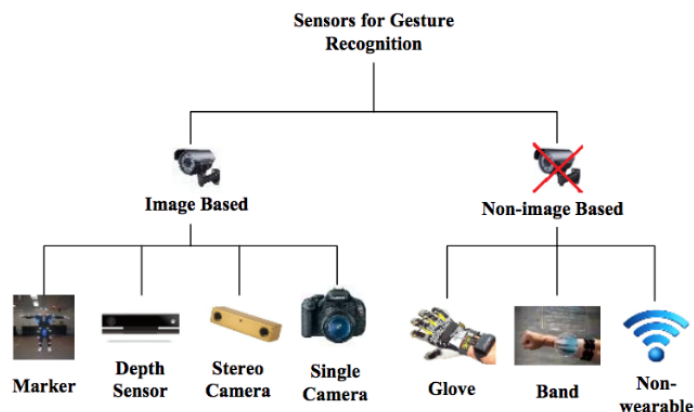 Sensors for Gesture
Recognition
Image Based
Non-image Based
Marker
Depth
Sensor
Stereo
Camera
Single
Camera
Glove
Band
Non-
wearable